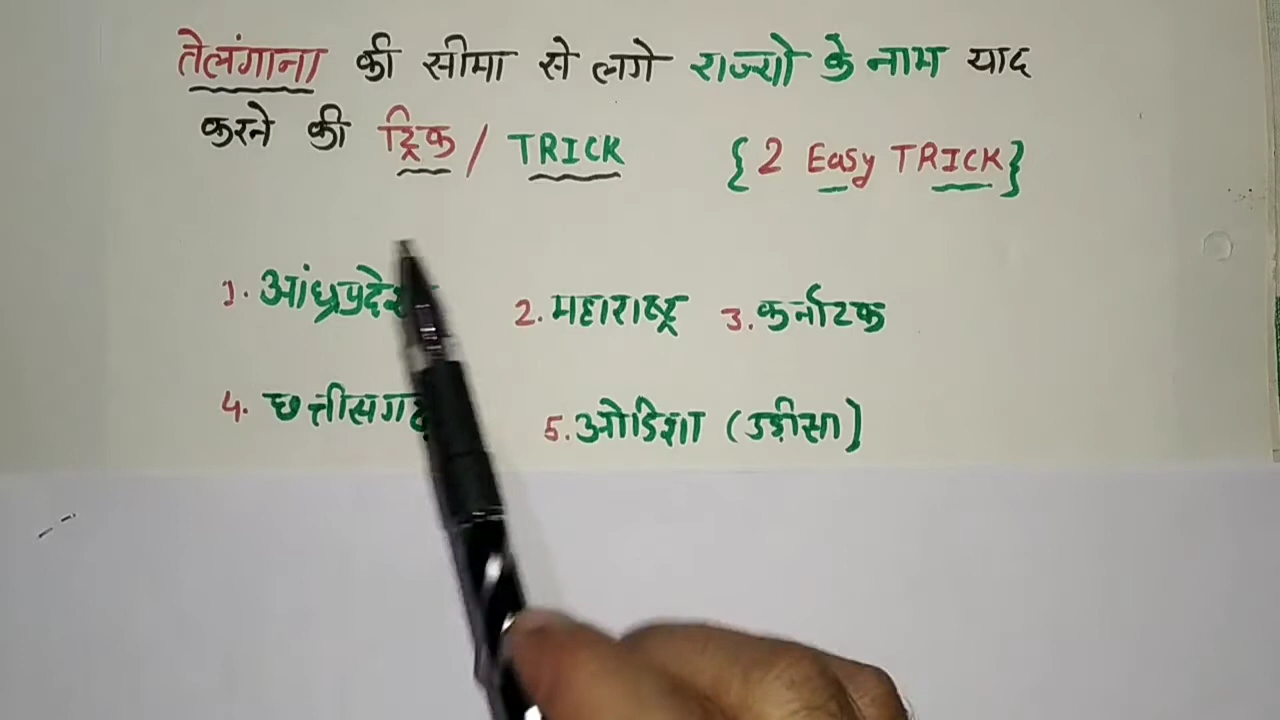 तेलंगाना की सीमा से लगे राज्यो के नाम याद
करने की ट्रिक / TRICK {2 Easy TRICK}
1. आंध्रप्रदेश 2. महाराष्ट्र 3. कर्नाटक
4. छत्तीसगढ़ 5. ओडिशा (उड़ीसा)